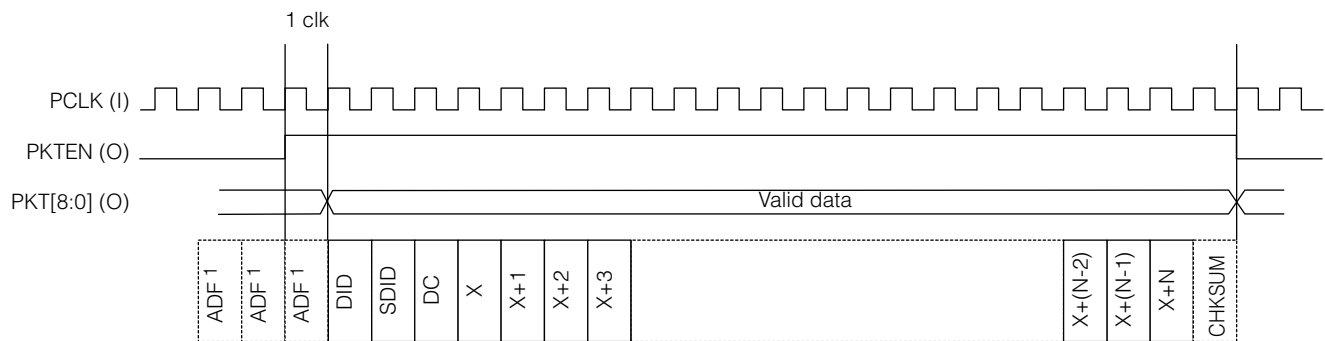 1 clk
PCLK (I)
PKTEN (O)
PKT[8:0] (O)
Valid data
ADF 1
ADF 1
ADF 1
DID
SDID
DC
X
X+1
X+2
X+3
X+(N-2)
X+(N-1)
X+N
CHKSUM